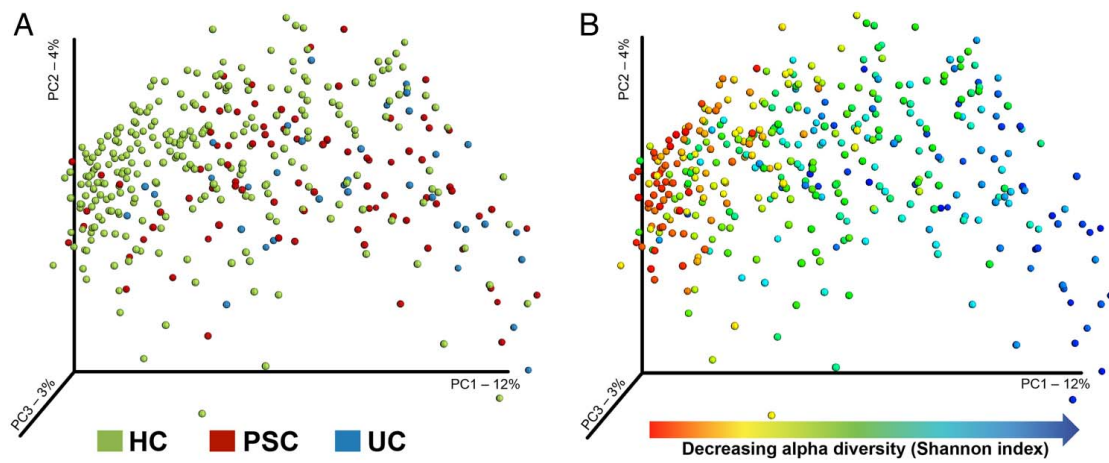 A
PC2 – 4%
PC3 – 3%
PC1 – 12%
HC
PSC
UC
B
PC2 – 4%
PC3 – 3%
PC1 – 12%
Decreasing alpha diversity (Shannon index)